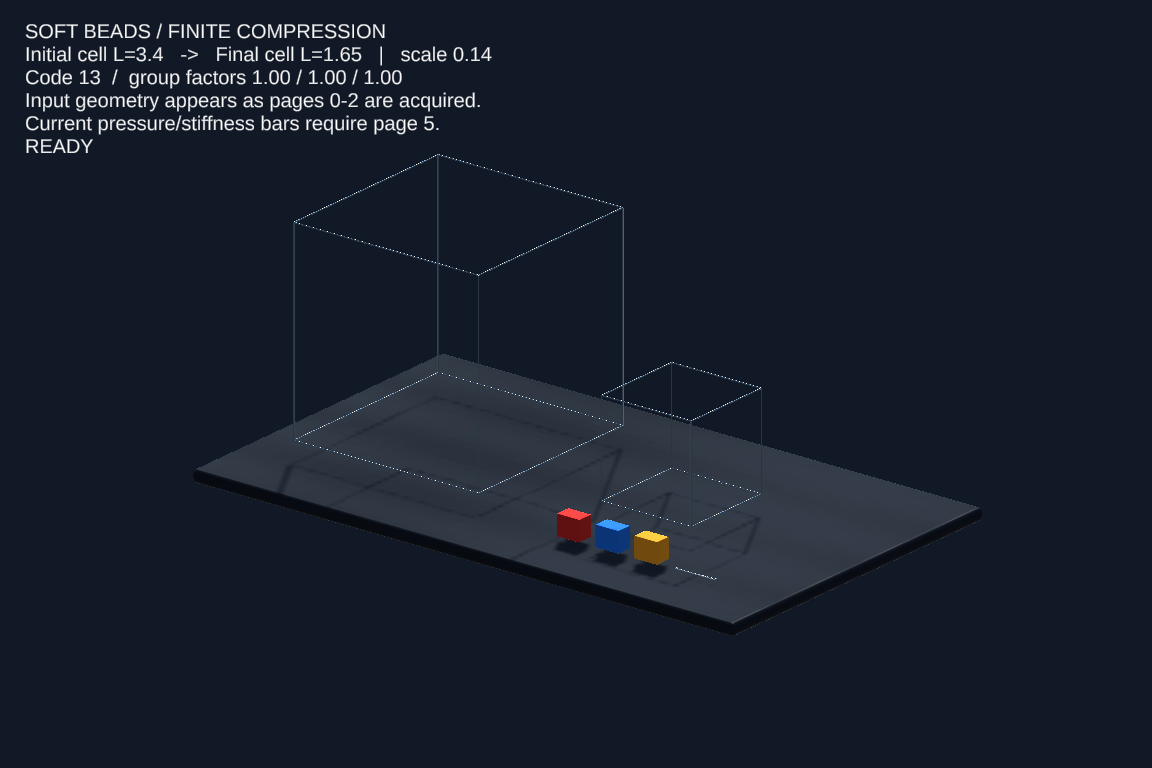 SOFT BEADS / FINITE COMPRESSION
Initial cell L=3.4 -> Final cell L=1.65 | scale 0.14
Code 13 / group factors 1.00 / 1.00 / 1.00
Input geometry appears as pages 0-2 are acquired.
Current pressure/stiffness bars require page 5.
READY